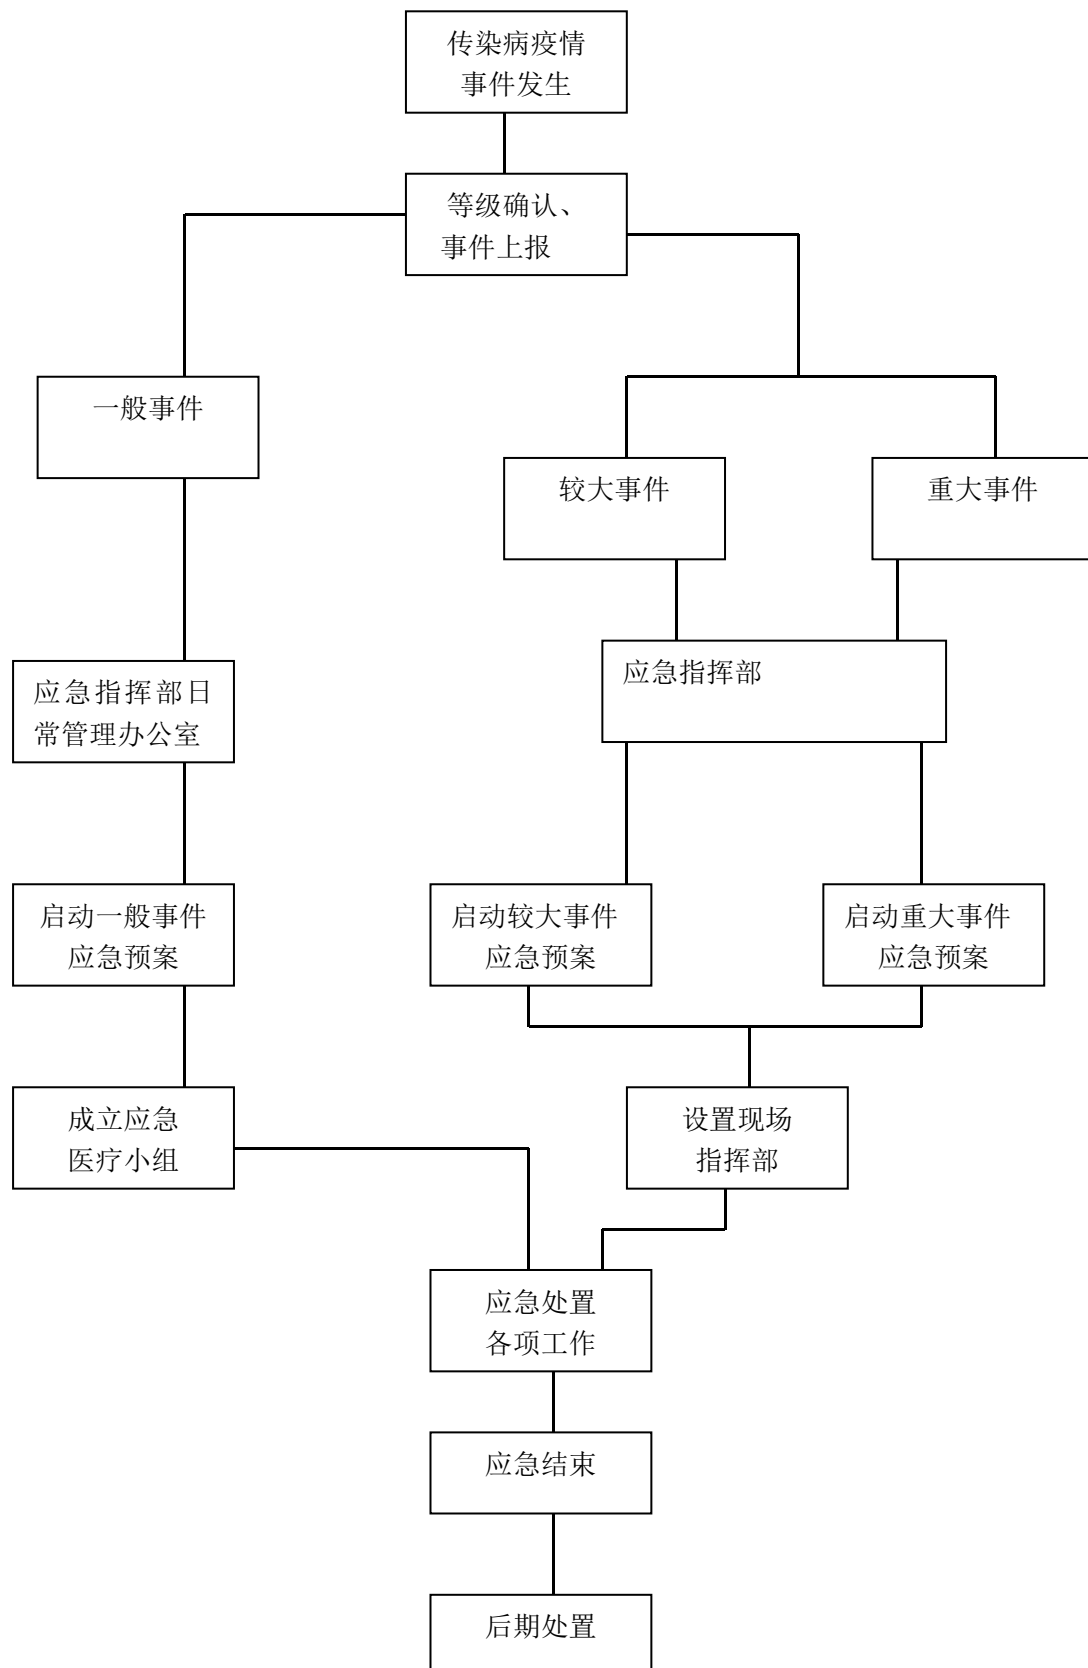 传染病疫情
事件发生
等级确认、
事件上报
一般事件
较大事件
重大事件
应急指挥部日
常管理办公室
应急指挥部
启动一般事件
应急预案
启动较大事件
应急预案
启动重大事件
应急预案
成立应急
医疗小组
设置现场
指挥部
应急处置
各项工作
应急结束
后期处置